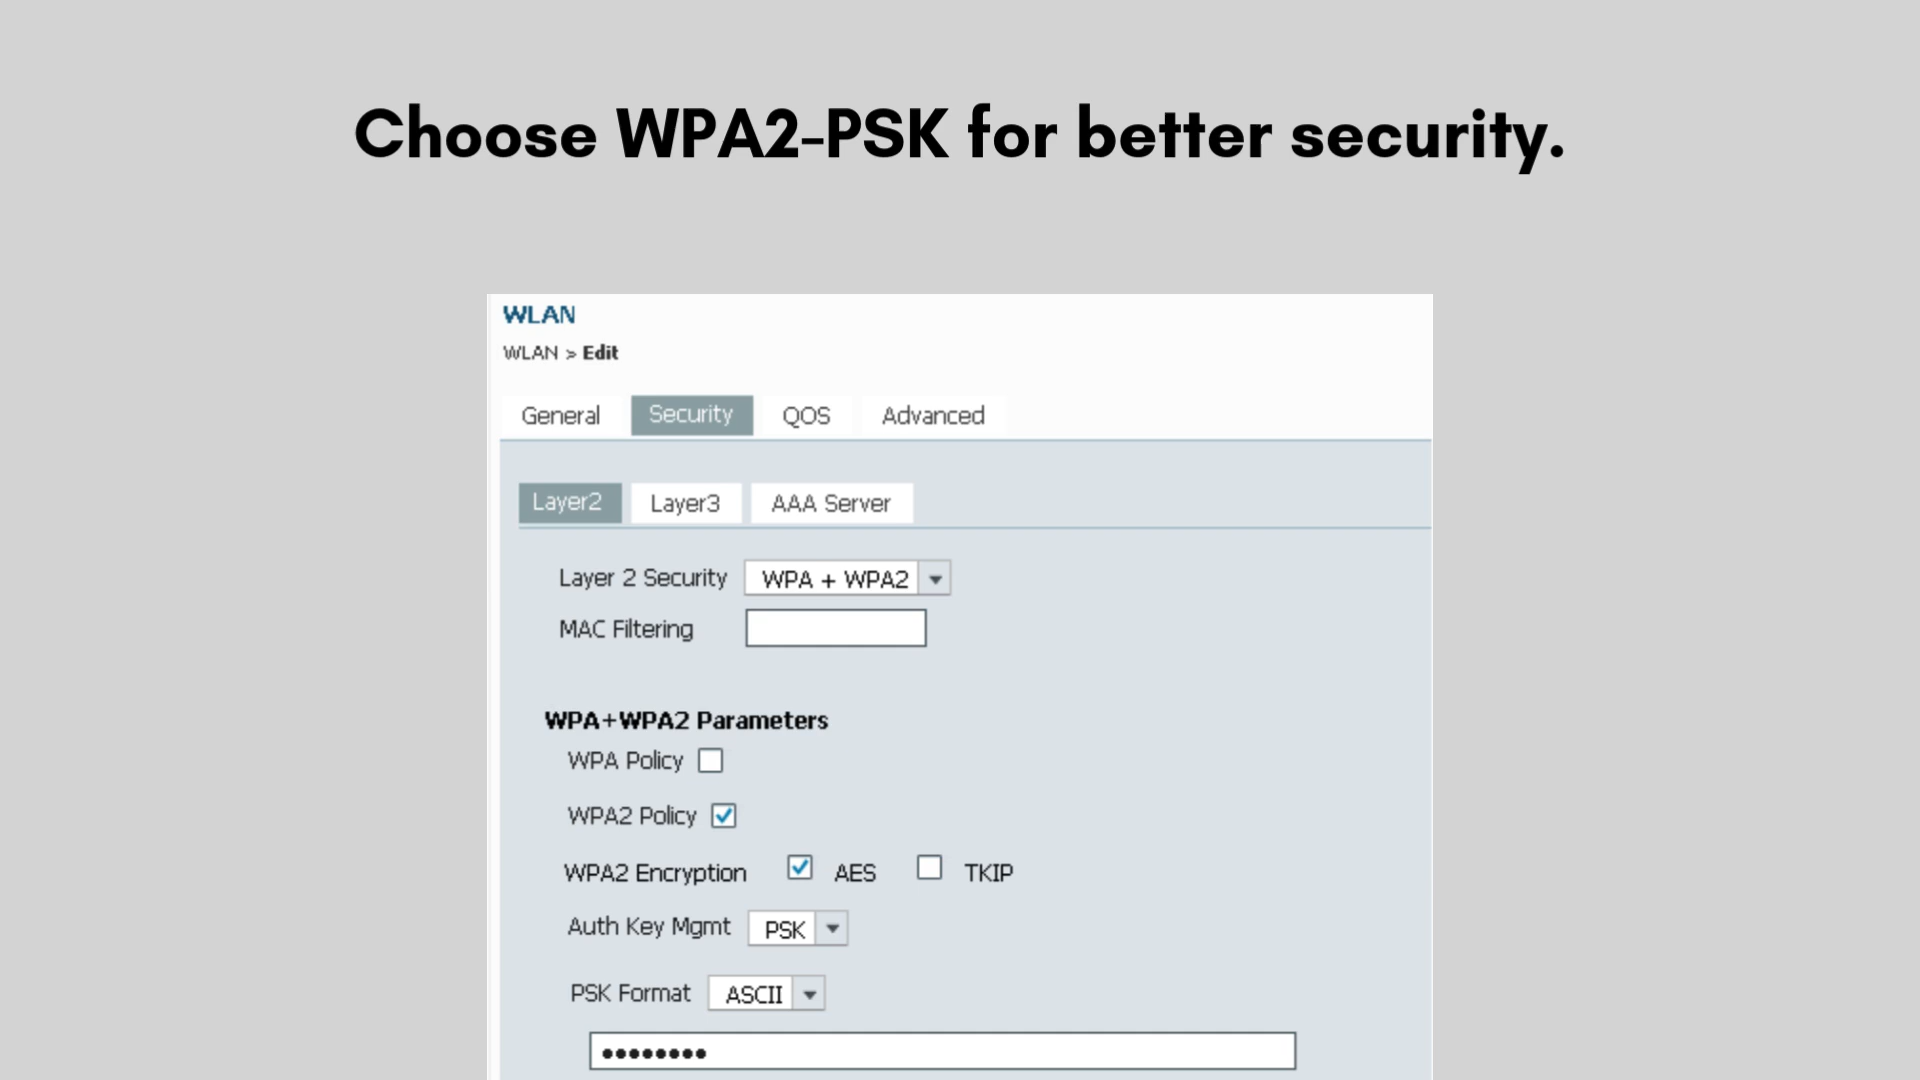 Choose WPA2-PSK for better security.
WLAN
WLAN > Edit
General Security QOS Advanced
Layer2 Layer3 AAA Server
Layer 2 Security WPA + WPA2
MAC Filtering
WPA+WPA2 Parameters
WPA Policy
WPA2 Policy
WPA2 Encryption AES TKIP
Auth Key Mgmt PSK
PSK Format ASCII
••••••••